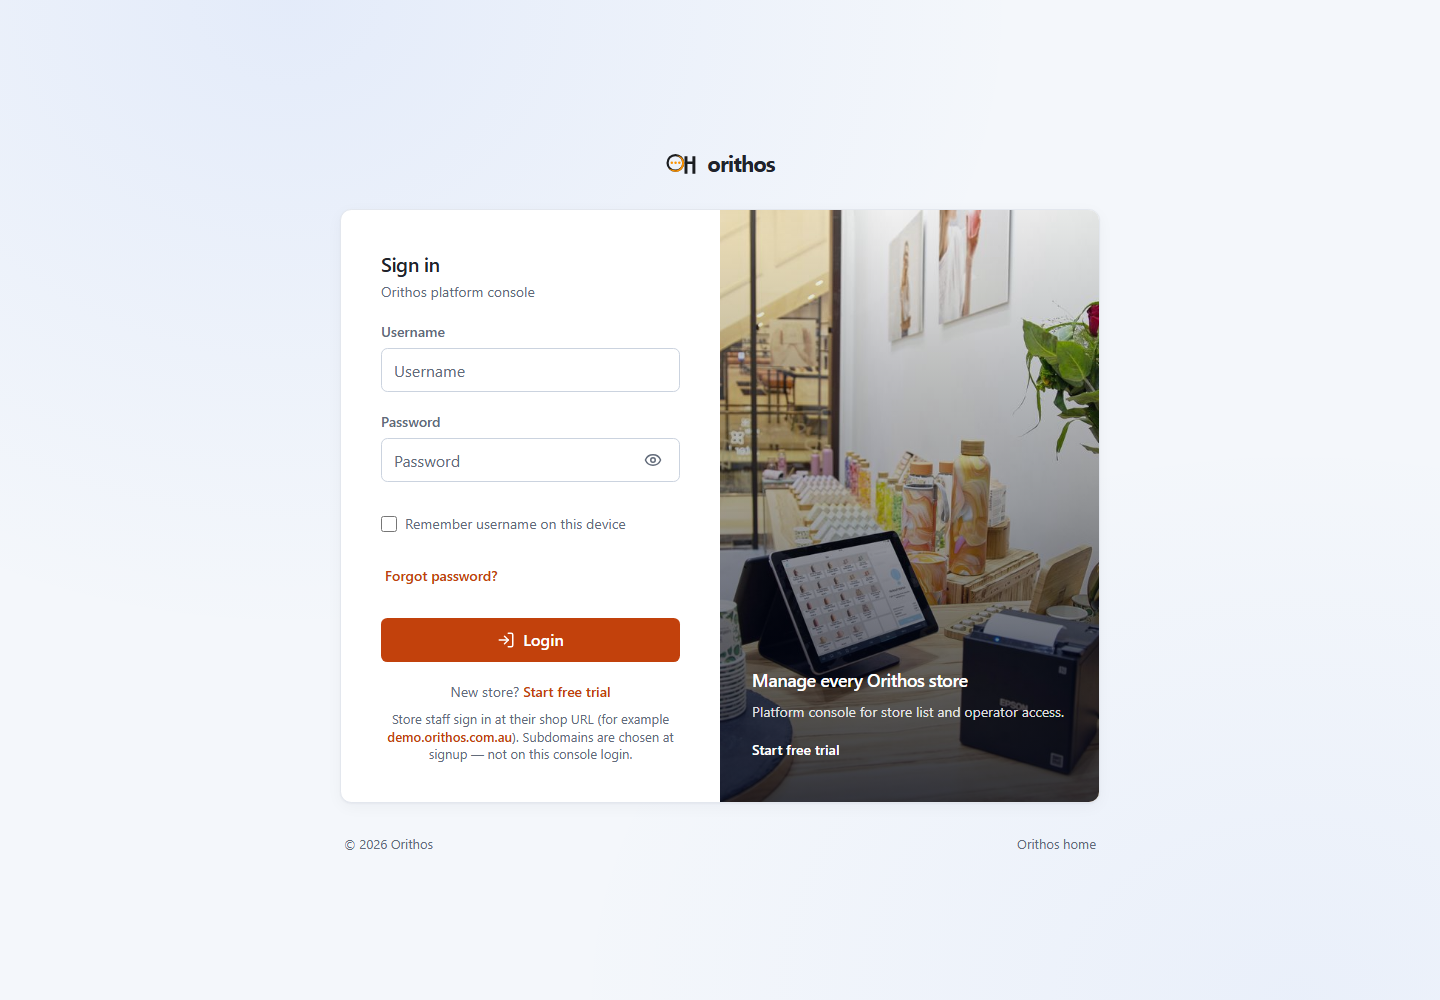 orithos
Sign in
Orithos platform console
Username
Username
Password
Password
Remember username on this device
Forgot password?
Login
New store? Start free trial
Store staff sign in at their shop URL (for example
demo.orithos.com.au). Subdomains are chosen at
signup — not on this console login.
EPSON
Manage every Orithos store
Platform console for store list and operator access.
Start free trial
© 2026 Orithos
Orithos home